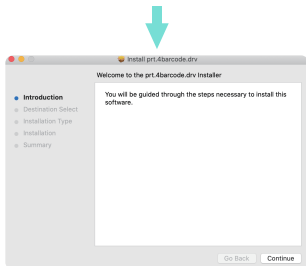 Install prt.4barcode.drv
Welcome to the prt.4barcode.drv Installer
Introduction
Destination Select
Installation Type
Installation
Summary
You will be guided through the steps necessary to install this
software.
Go Back
Continue